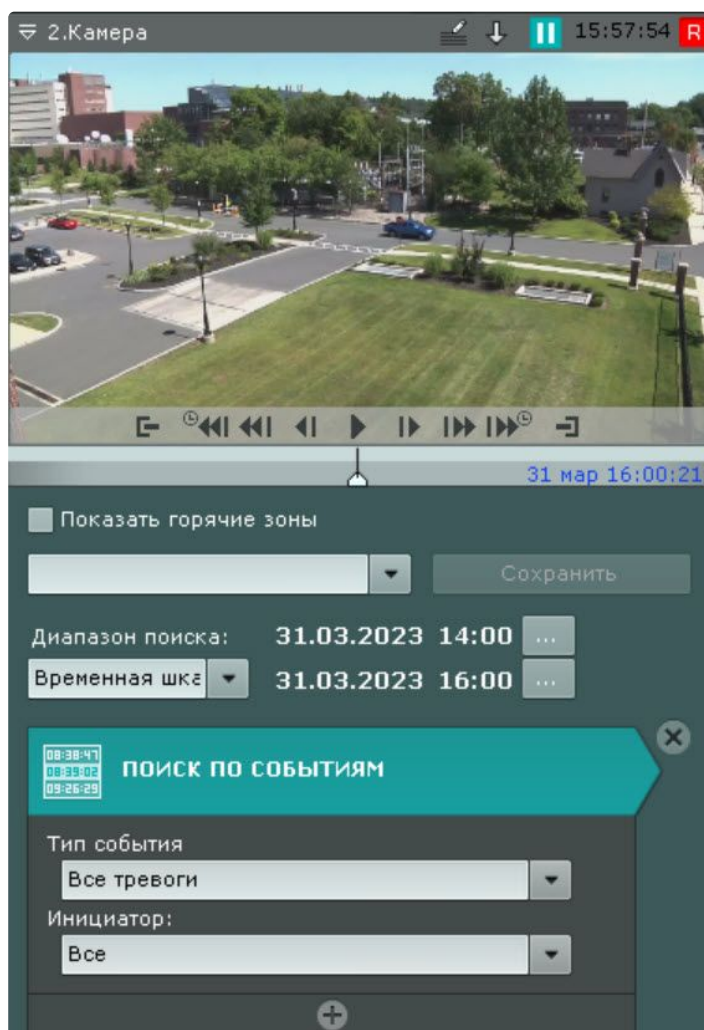 2.Камера 15:57:54 R
31 мар 16:00:21
Показать горячие зоны
Сохранить
Диапазон поиска: 31.03.2023 14:00 ...
Временная шка 31.03.2023 16:00 ...
08:38:47
08:39:02
09:26:29
ПОИСК ПО СОБЫТИЯМ
Тип события
Все тревоги
Инициатор:
Все